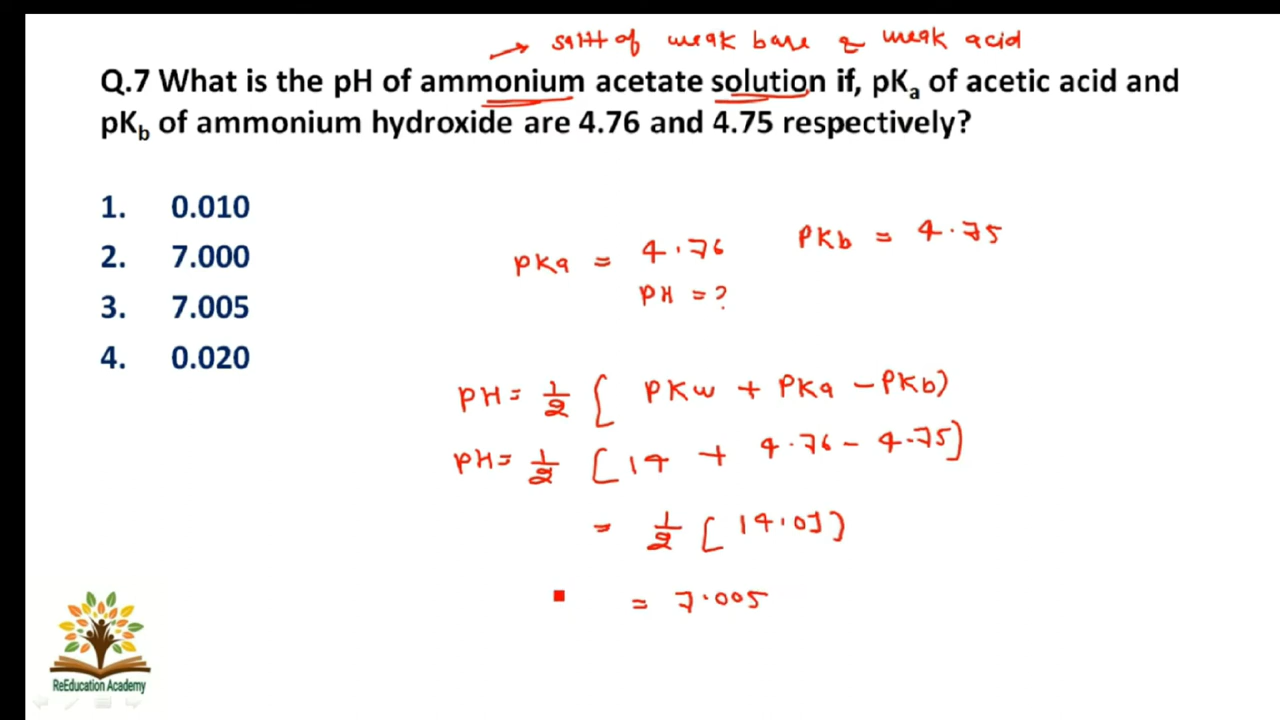 → salt of weak base & weak acid
Q.7 What is the pH of ammonium acetate solution if, pKₐ of acetic acid and
pK_b of ammonium hydroxide are 4.76 and 4.75 respectively?
1. 0.010
2. 7.000
3. 7.005
4. 0.020
PKa = 4.76 PKb = 4.75
PH = ?
PH = 1/2 [ PKw + PKa - PKb)
PH = 1/2 [14 + 4.76 - 4.75]
= 1/2 [14.01]
= 7.005
ReEducation Academy